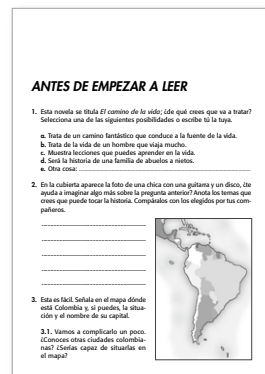 ANTES DE EMPEZAR A LEER
1. Esta novela se titula El camino de la vida; ¿de qué crees que va a tratar?
Selecciona una de las siguientes posibilidades o escribe tú la tuya.
a. Trata de un camino fantástico que conduce a la fuente de la vida.
b. Trata de la vida de un hombre que viaja mucho.
c. Muestra lecciones que puedes aprender en la vida.
d. Será la historia de una familia de abuelos a nietos.
e. Otra cosa:
2. En la cubierta aparece la foto de una chica con una guitarra y un disco, ¿te
ayuda a imaginar algo más sobre la pregunta anterior? Anota los temas que
crees que puede tocar la historia. Compáralos con los elegidos por tus com-
pañeros.
3. Esta es fácil. Señala en el mapa dónde
está Colombia y, si puedes, la situa-
ción y el nombre de su capital.
3.1. Vamos a complicarlo un poco.
¿Conoces otras ciudades colombia-
nas? ¿Serías capaz de situarlas en
el mapa?